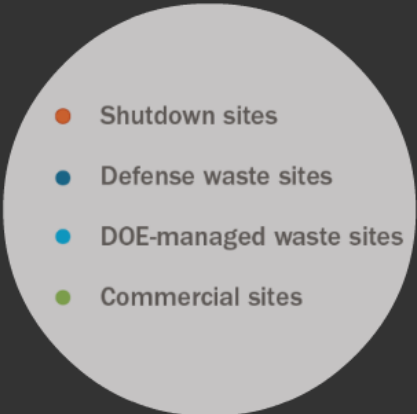 Shutdown sites
Defense waste sites
DOE-managed waste sites
Commercial sites